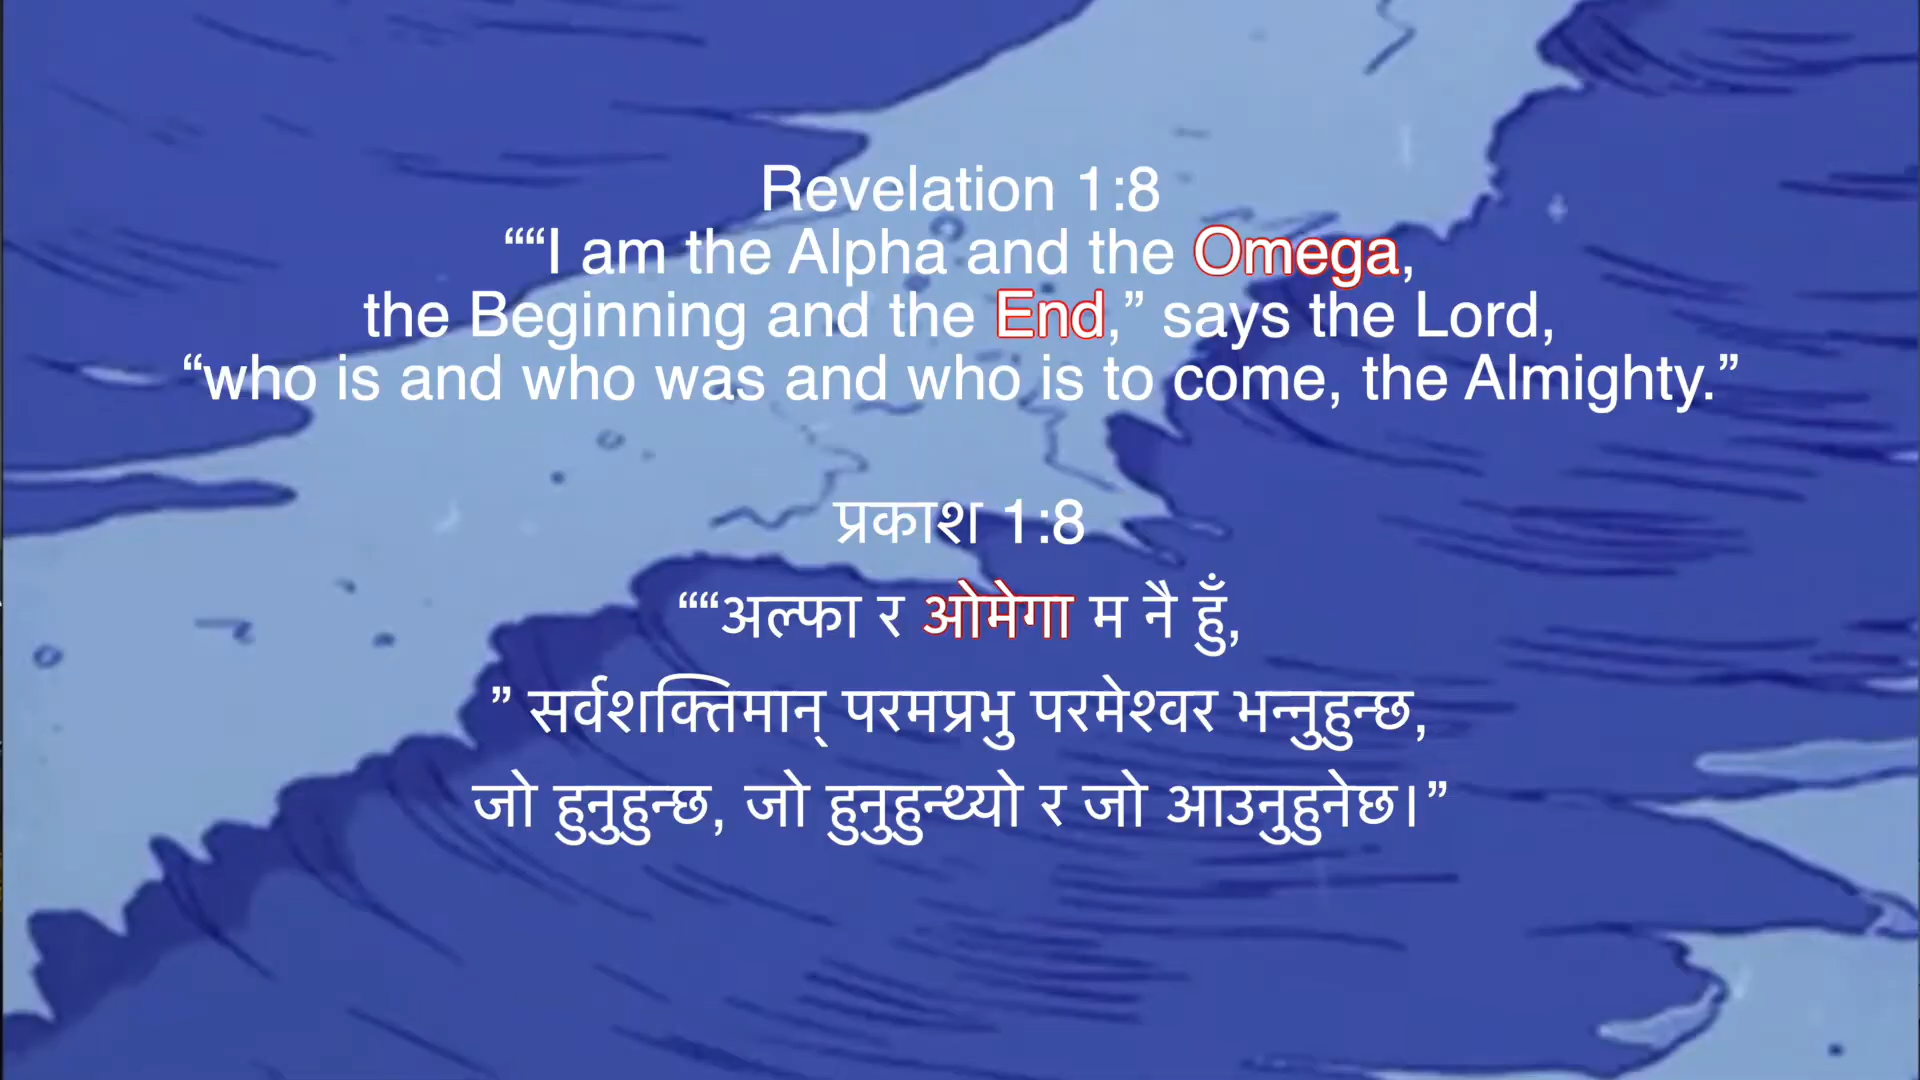 Revelation 1:8
““I am the Alpha and the Omega,
the Beginning and the End,” says the Lord,
“who is and who was and who is to come, the Almighty.”
प्रकाश 1:8
““अल्फा र ओमेगा म नै हुँ,
” सर्वशक्तिमान् परमप्रभु परमेश्वर भन्नुहुन्छ,
जो हुनुहुन्छ, जो हुनुहुन्थ्यो र जो आउनुहुनेछ।”